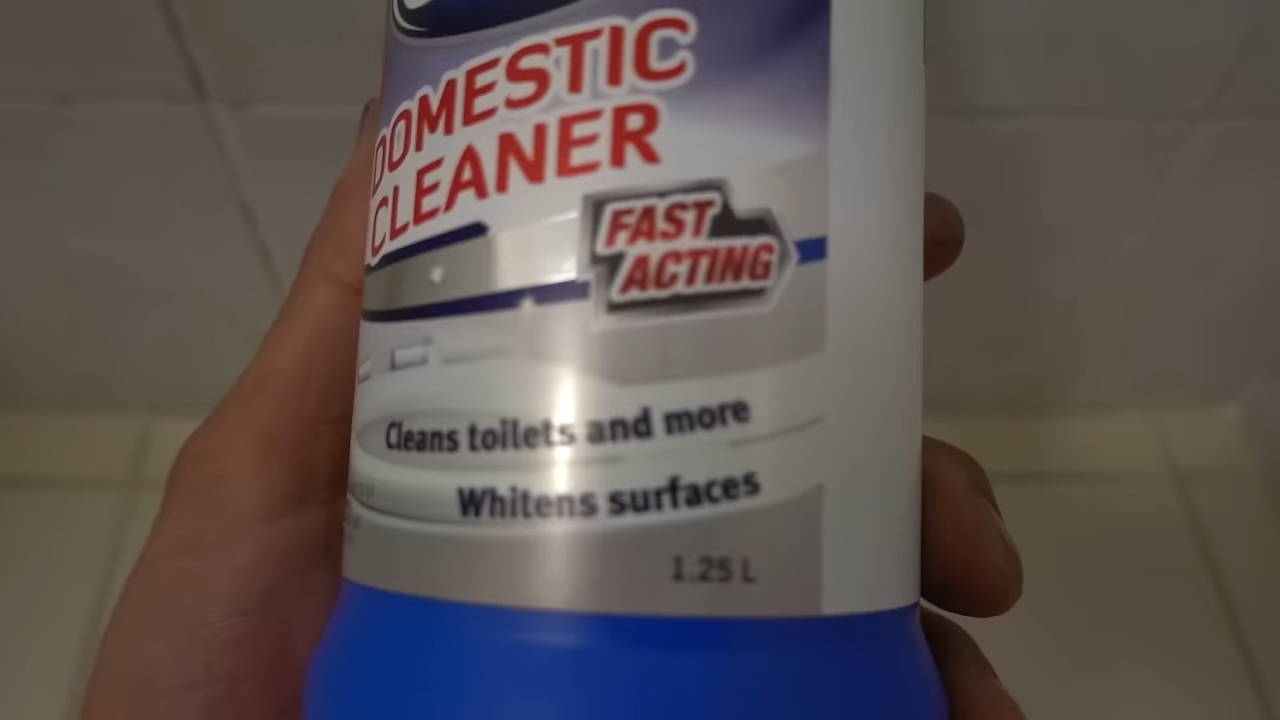 DOMESTIC
CLEANER
FAST
ACTING
Cleans toilets and more
Whitens surfaces
1.25 L